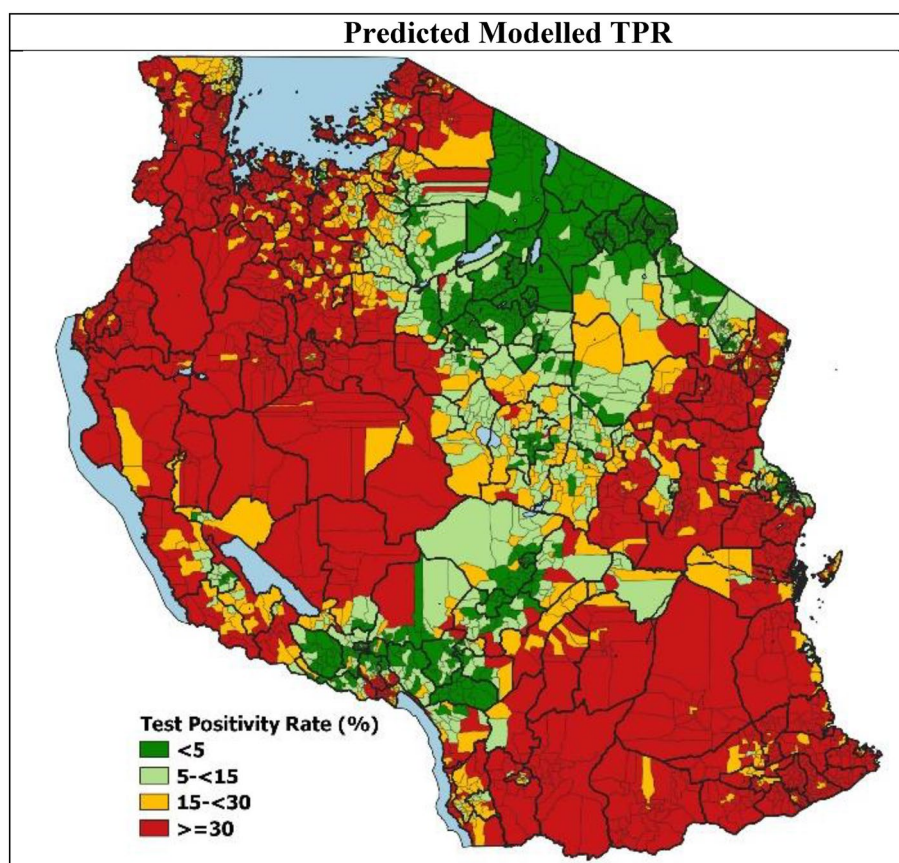 Predicted Modelled TPR
Test Positivity Rate (%)
<5
5-<15
15-<30
>=30